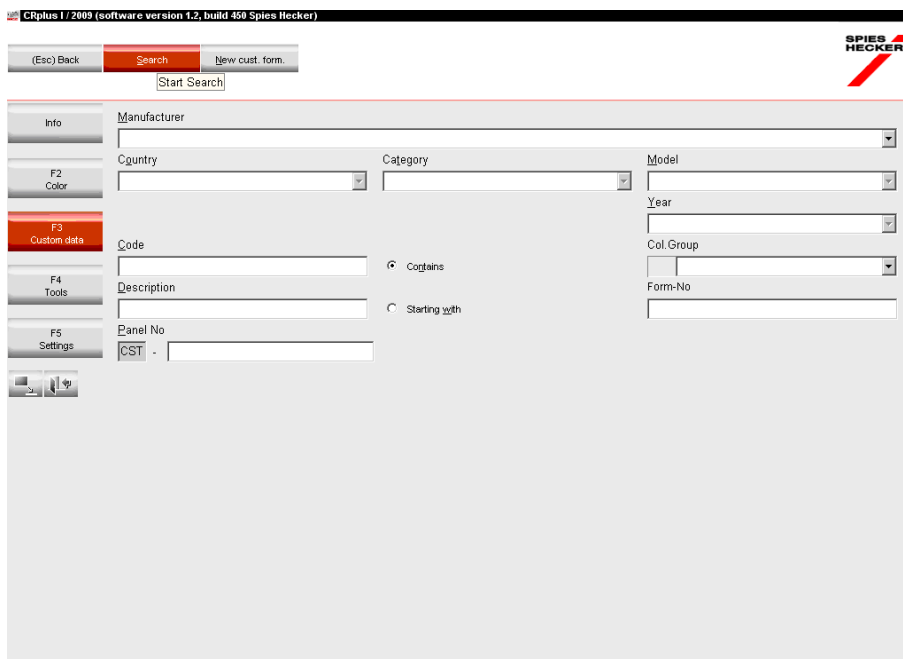 CRplus I / 2009 (software version 1.2, build 450 Spies Hecker)
SPIES
HECKER
(Esc) Back
Search
New cust. form.
Start Search
Info
Manufacturer
Country
Category
Model
F2
Color
Year
F3
Custom data
Code
Contains
Col.Group
F4
Tools
Description
Starting with
Form-No
F5
Settings
Panel No
CST -